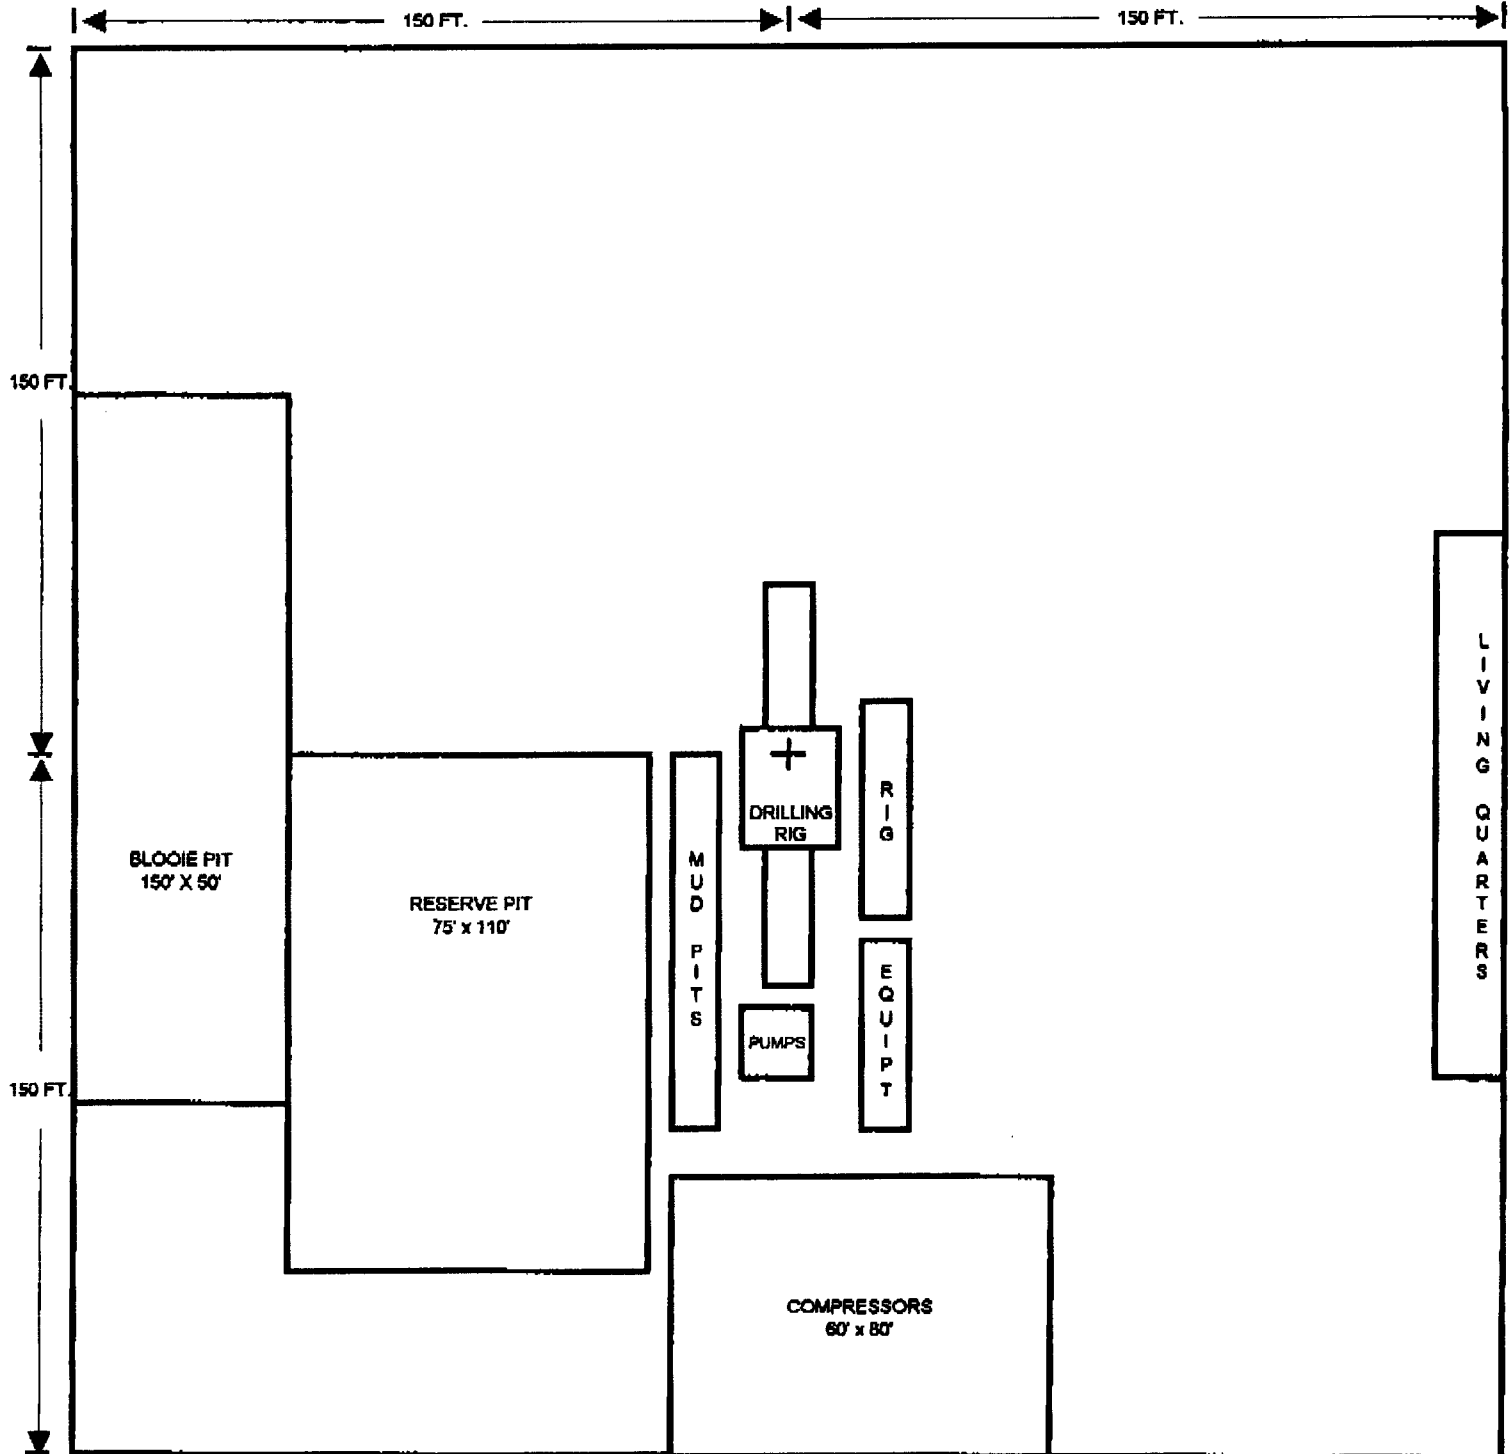 150 FT.
150 FT.
150 FT.
150 FT.
BLOOIE PIT
150' X 50'
RESERVE PIT
75' x 110'
MUD PITS
DRILLING
RIG
PUMPS
RIG
EQUIPT
LIVING QUARTERS
COMPRESSORS
60' x 80'